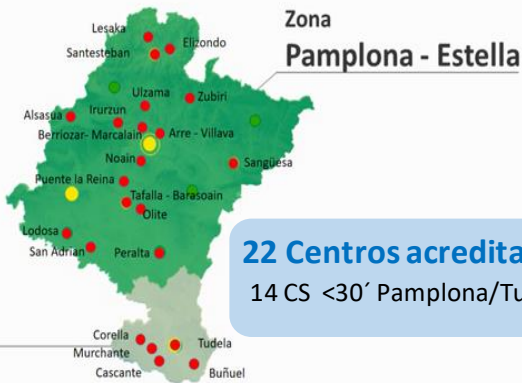 Zona
Pamplona - Estella
Lesaka
Santesteban
Elizondo
Ulzama
Zubiri
Alsasua
Irurzun
Berriozar- Marcalain
Arre - Villava
Noain
Sangüesa
Puente la Reina
Tafalla - Barasoain
Olite
Lodosa
San Adrian
Peralta
22 Centros acredita
14 CS <30´ Pamplona/Tu
Corella
Murchante
Cascante
Tudela
Buñuel